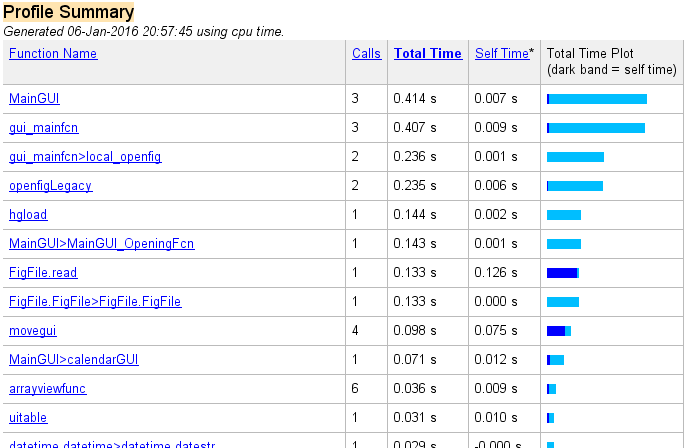 Profile Summary
Generated 06-Jan-2016 20:57:45 using cpu time.
Function Name Calls Total Time Self Time* Total Time Plot
(dark band = self time)
MainGUI 3 0.414 s 0.007 s
gui_mainfcn 3 0.407 s 0.009 s
gui_mainfcn>local_openfig 2 0.236 s 0.001 s
openfigLegacy 2 0.235 s 0.006 s
hgload 1 0.144 s 0.002 s
MainGUI>MainGUI_OpeningFcn 1 0.143 s 0.001 s
FigFile.read 1 0.133 s 0.126 s
FigFile.FigFile>FigFile.FigFile 1 0.133 s 0.000 s
movegui 4 0.098 s 0.075 s
MainGUI>calendarGUI 1 0.071 s 0.012 s
arrayviewfunc 6 0.036 s 0.009 s
uitable 1 0.031 s 0.010 s
datetime.datetime>datetime.datestr 1 0.029 s -0.000 s